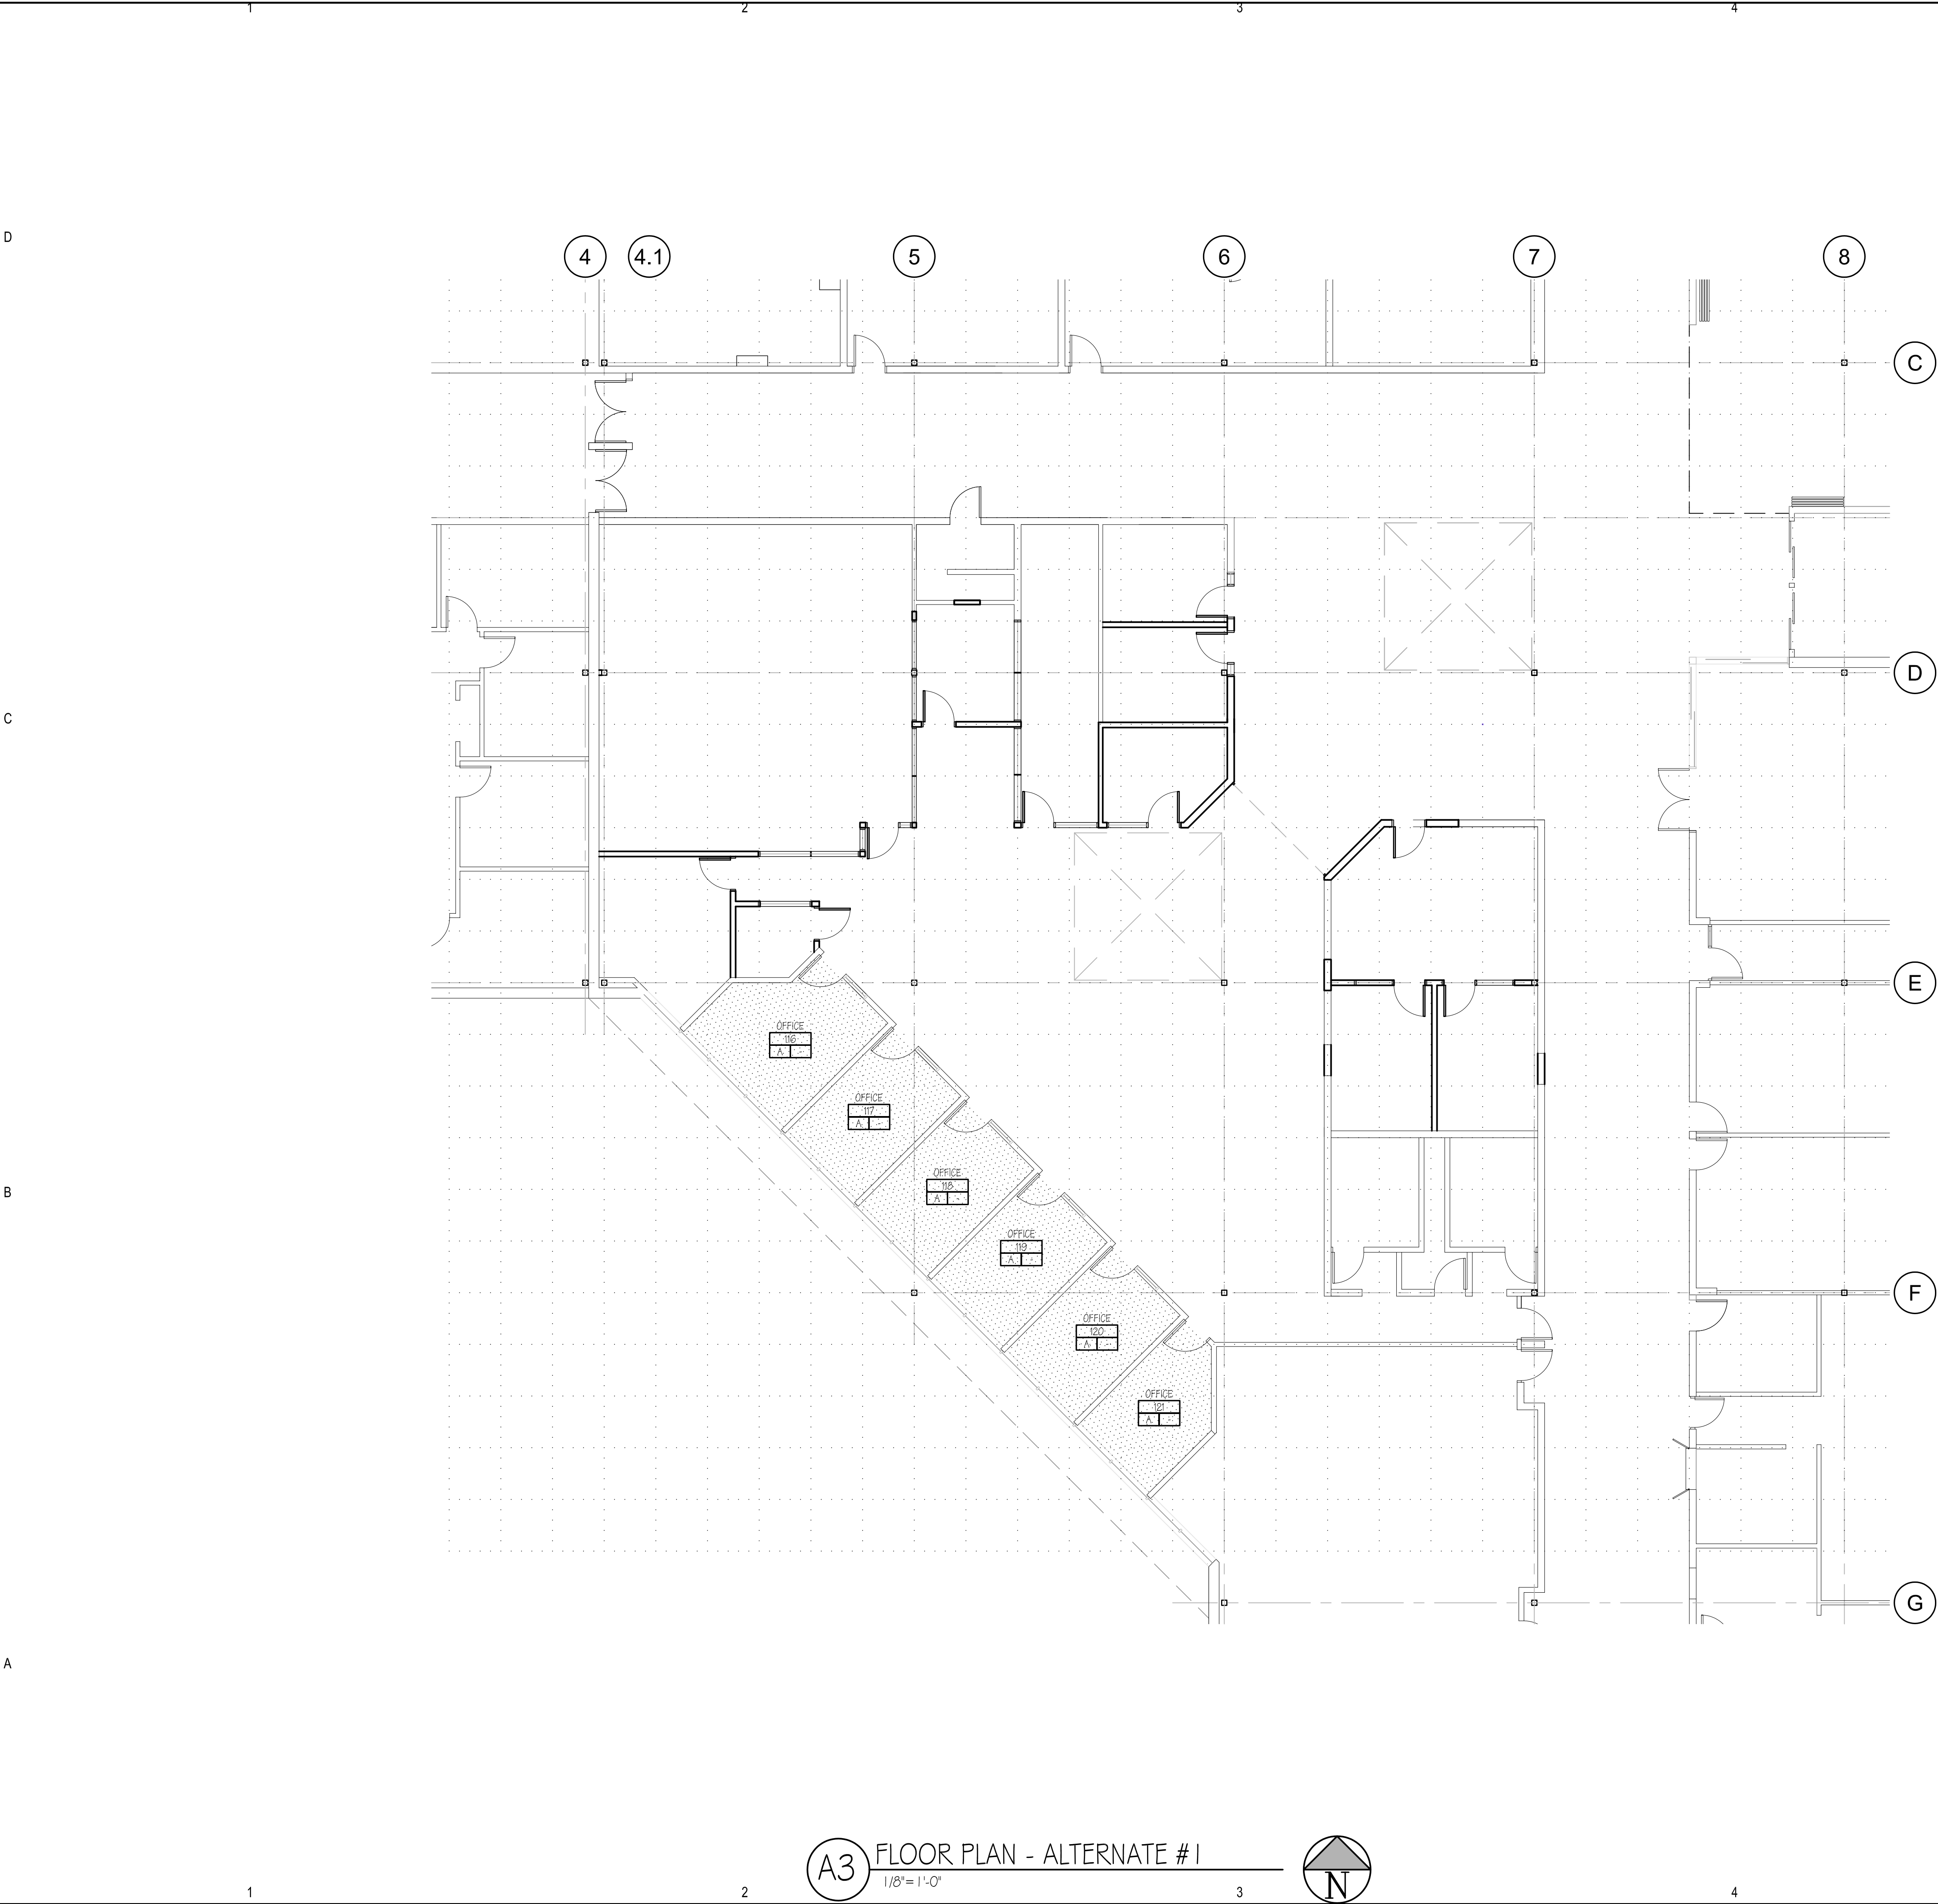 1 2 3 4
D
4 4.1 5 6 7 8
C
D
C
E
OFFICE
116
A -
OFFICE
117
A -
OFFICE
118
A -
B
OFFICE
119
A -
F
OFFICE
120
A -
OFFICE
121
A -
G
A
A3 FLOOR PLAN - ALTERNATE #1
1/8"= 1'-0"
N
1 2 3 4